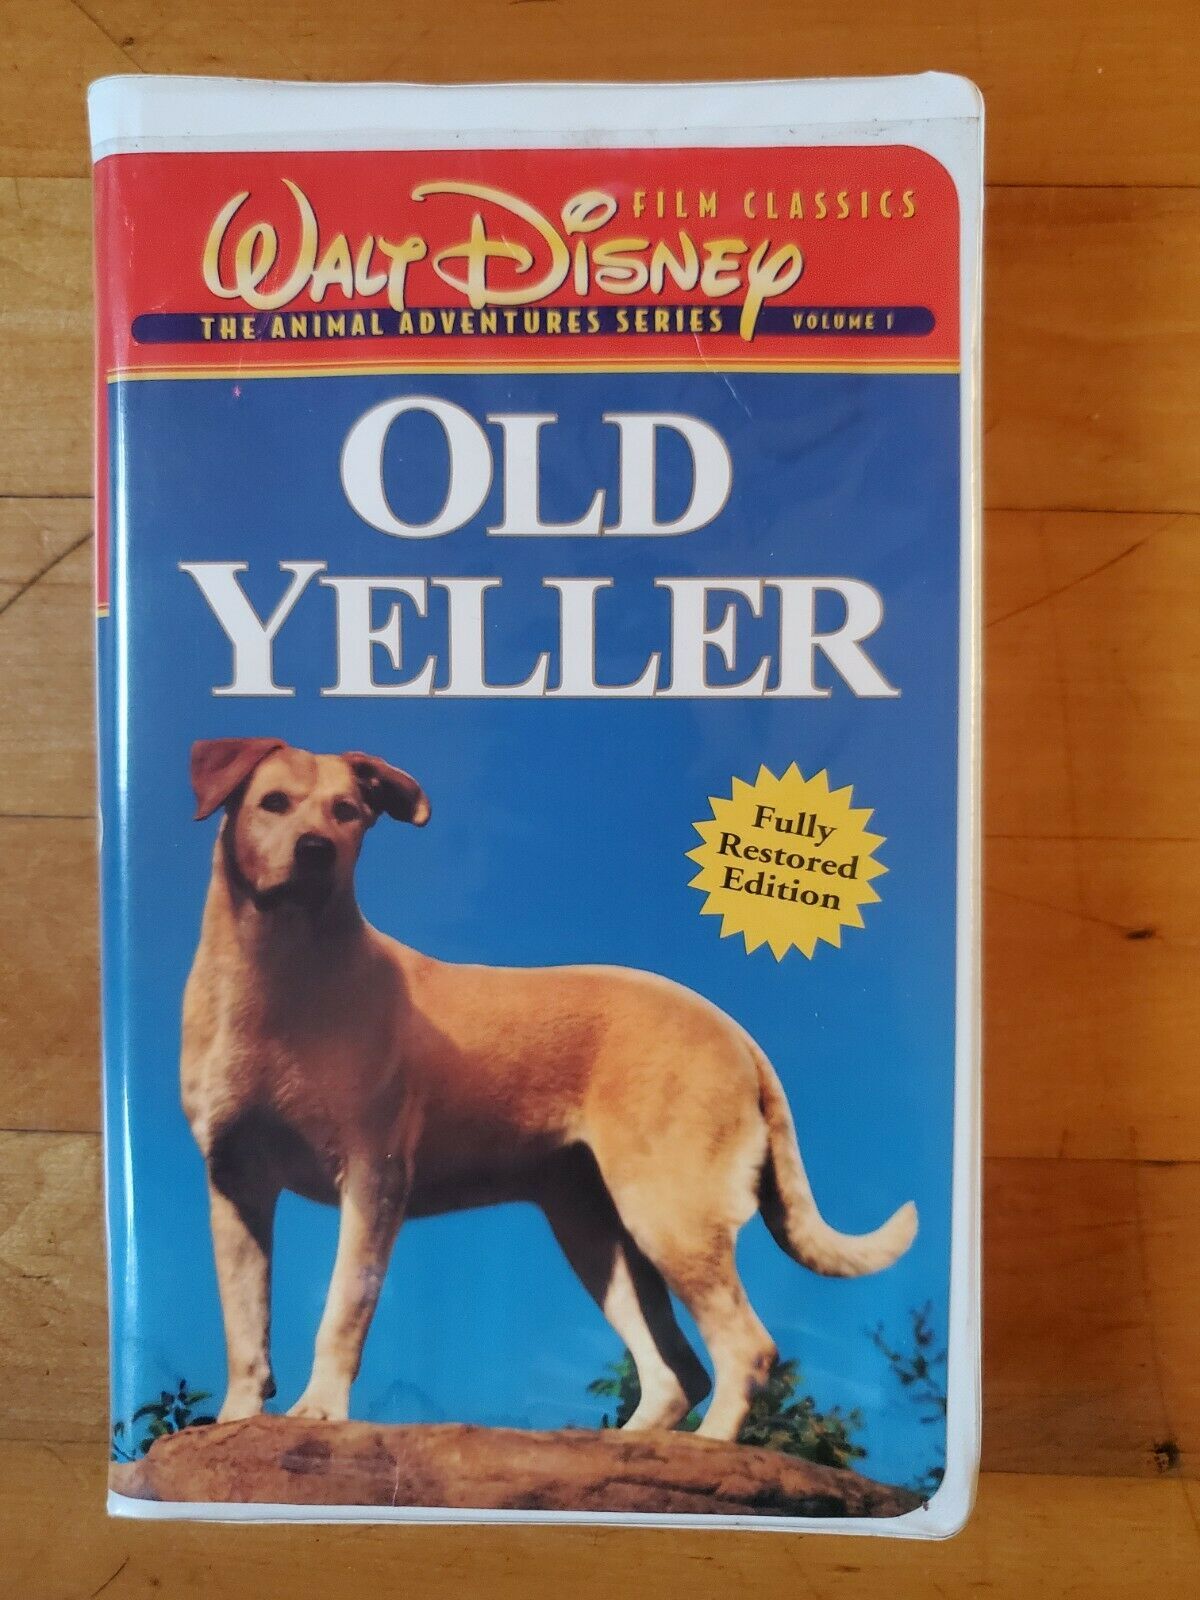 FILM CLASSICS
WALT DISNEY
THE ANIMAL ADVENTURES SERIES VOLUME 1
OLD
YELLER
Fully
Restored
Edition